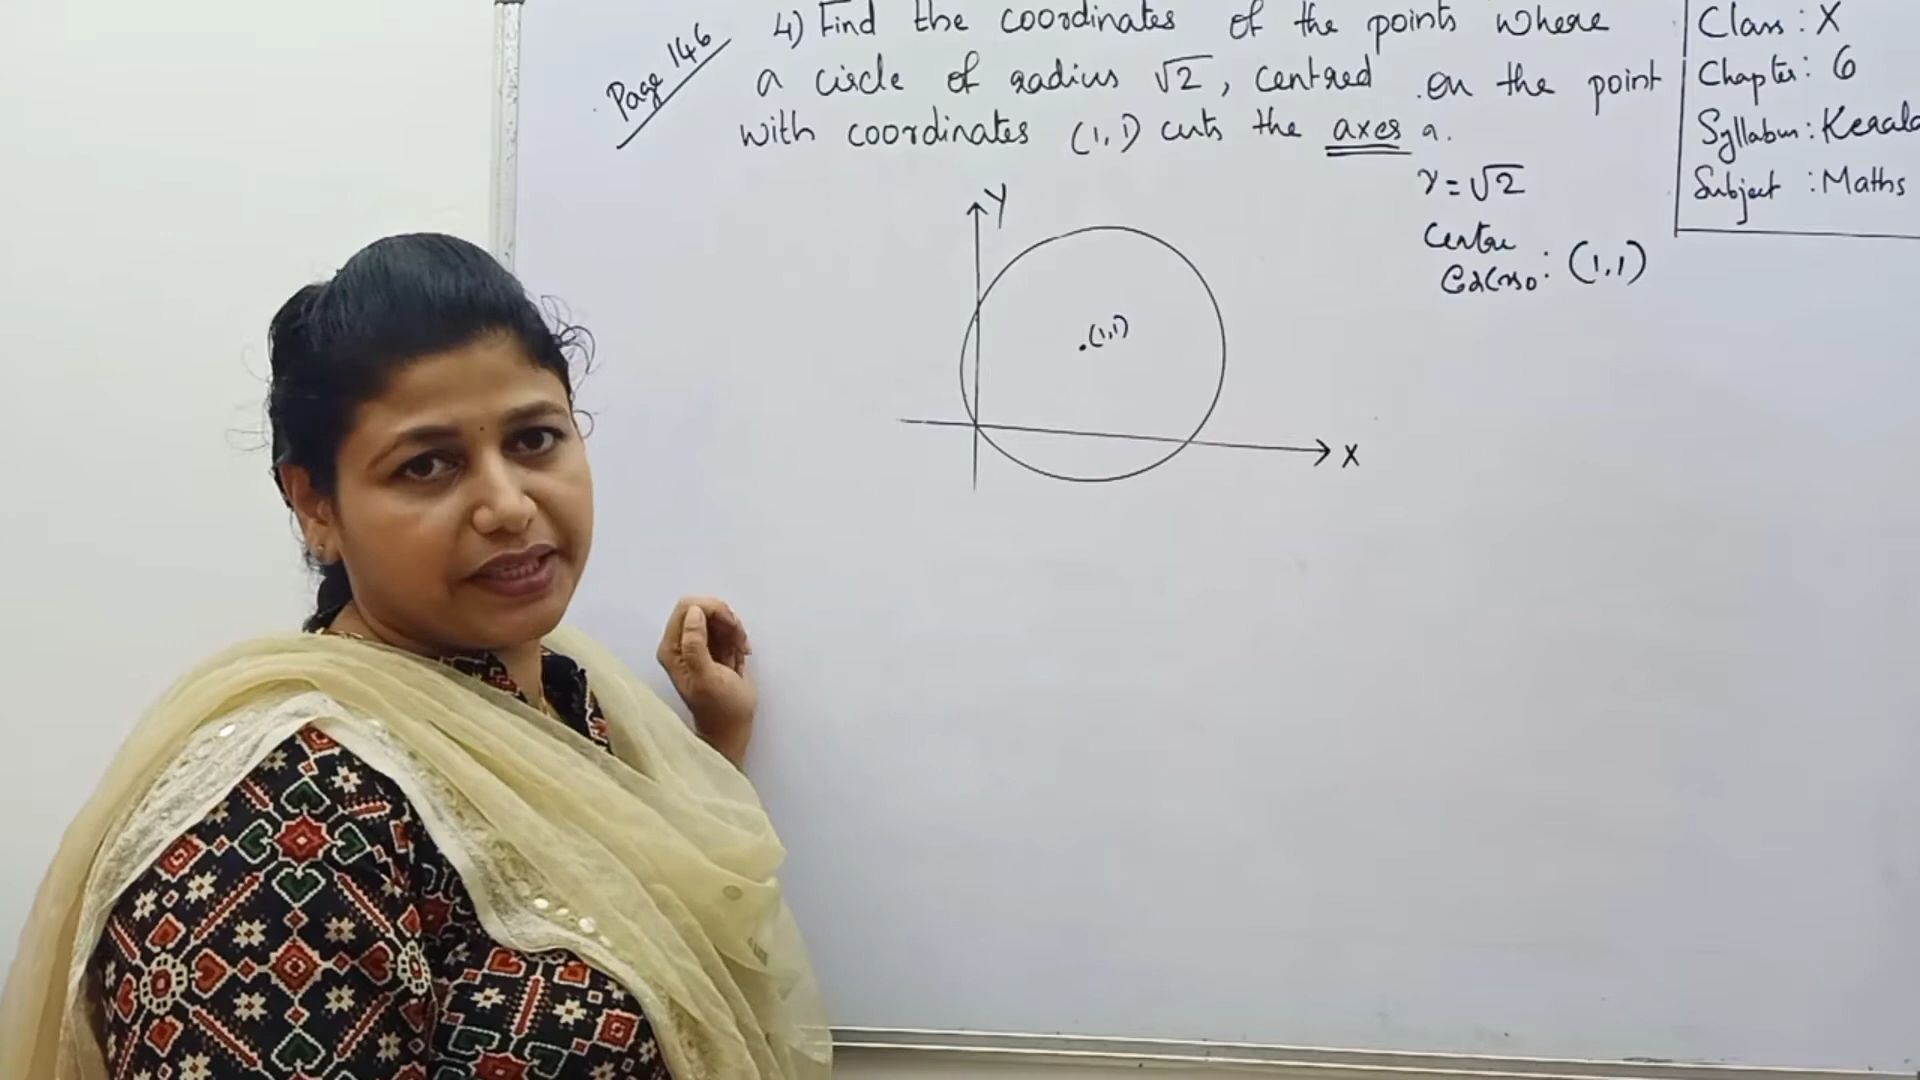 Page 146
4) Find the coordinates of the points where
a circle of radius √2, centred on the point
with coordinates (1,1) cuts the axes
Class : X
Chapter : 6
Syllabus : Kerala
Subject : Maths
r = √2
Centre
: (1,1)
Y
.(1,1)
X